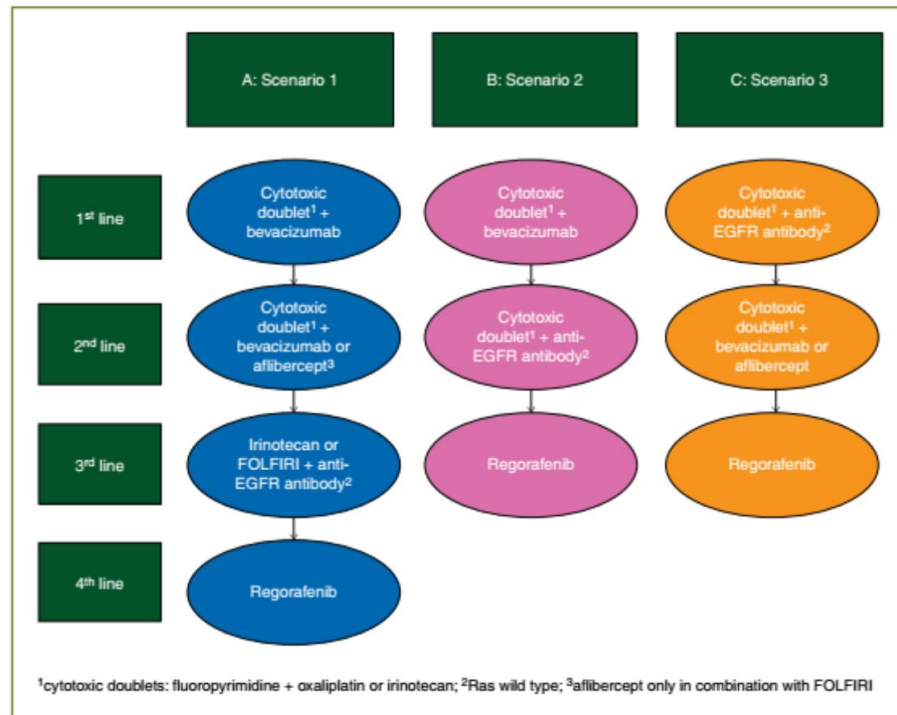 A: Scenario 1
B: Scenario 2
C: Scenario 3
1st line
Cytotoxic
doublet1 +
bevacizumab
Cytotoxic
doublet1 +
bevacizumab
Cytotoxic
doublet1 + anti-
EGFR antibody2
2nd line
Cytotoxic
doublet1 +
bevacizumab or
aflibercept3
Cytotoxic
doublet1 + anti-
EGFR antibody2
Cytotoxic
doublet1 +
bevacizumab or
aflibercept
3rd line
Irinotecan or
FOLFIRI + anti-
EGFR antibody2
Regorafenib
Regorafenib
4th line
Regorafenib
1cytotoxic doublets: fluoropyrimidine + oxaliplatin or irinotecan; 2Ras wild type; 3aflibercept only in combination with FOLFIRI